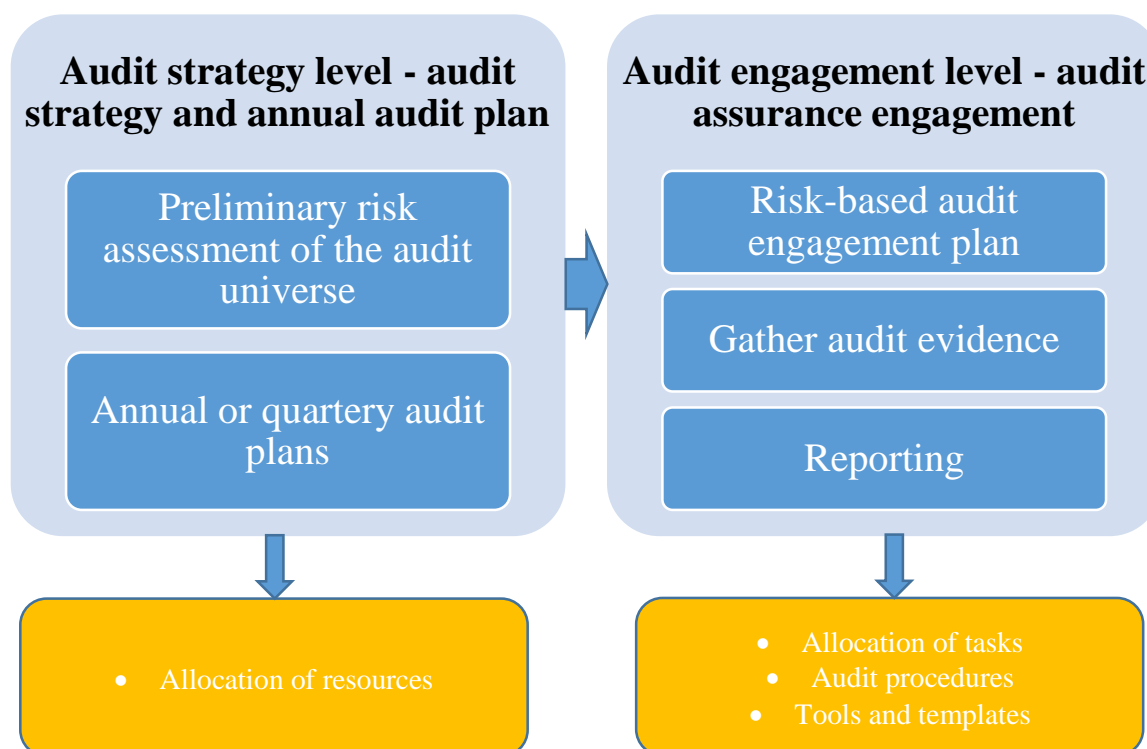 Audit strategy level - audit
strategy and annual audit plan
Preliminary risk
assessment of the audit
universe
Annual or quartery audit
plans
• Allocation of resources
Audit engagement level - audit
assurance engagement
Risk-based audit
engagement plan
Gather audit evidence
Reporting
• Allocation of tasks
• Audit procedures
• Tools and templates